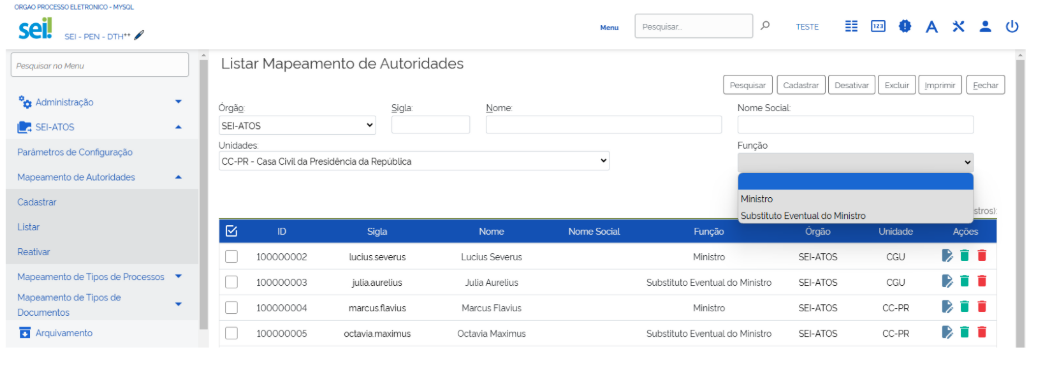 ORGAO PROCESSO ELETRONICO - MYSQL
sei! SEI - PEN - DTH++
Menu Pesquisar... TESTE 123 A
Pesquisar no Menu
Administração
SEI-ATOS
Parâmetros de Configuração
Mapeamento de Autoridades
Cadastrar
Listar
Reativar
Mapeamento de Tipos de Processos
Mapeamento de Tipos de
Documentos
Arquivamento
Listar Mapeamento de Autoridades
Pesquisar Cadastrar Desativar Excluir Imprimir Fechar
Órgão: Sigla: Nome: Nome Social:
SEI-ATOS
Unidades: Função
CC-PR - Casa Civil da Presidência da República
Ministro
Substituto Eventual do Ministro
stros):
ID Sigla Nome Nome Social Função Órgão Unidade Ações
100000002 lucius.severus Lucius Severus Ministro SEI-ATOS CGU
100000003 julia.aurelius Julia Aurelius Substituto Eventual do Ministro SEI-ATOS CGU
100000004 marcus.flavius Marcus Flavius Ministro SEI-ATOS CC-PR
100000005 octavia.maximus Octavia Maximus Substituto Eventual do Ministro SEI-ATOS CC-PR